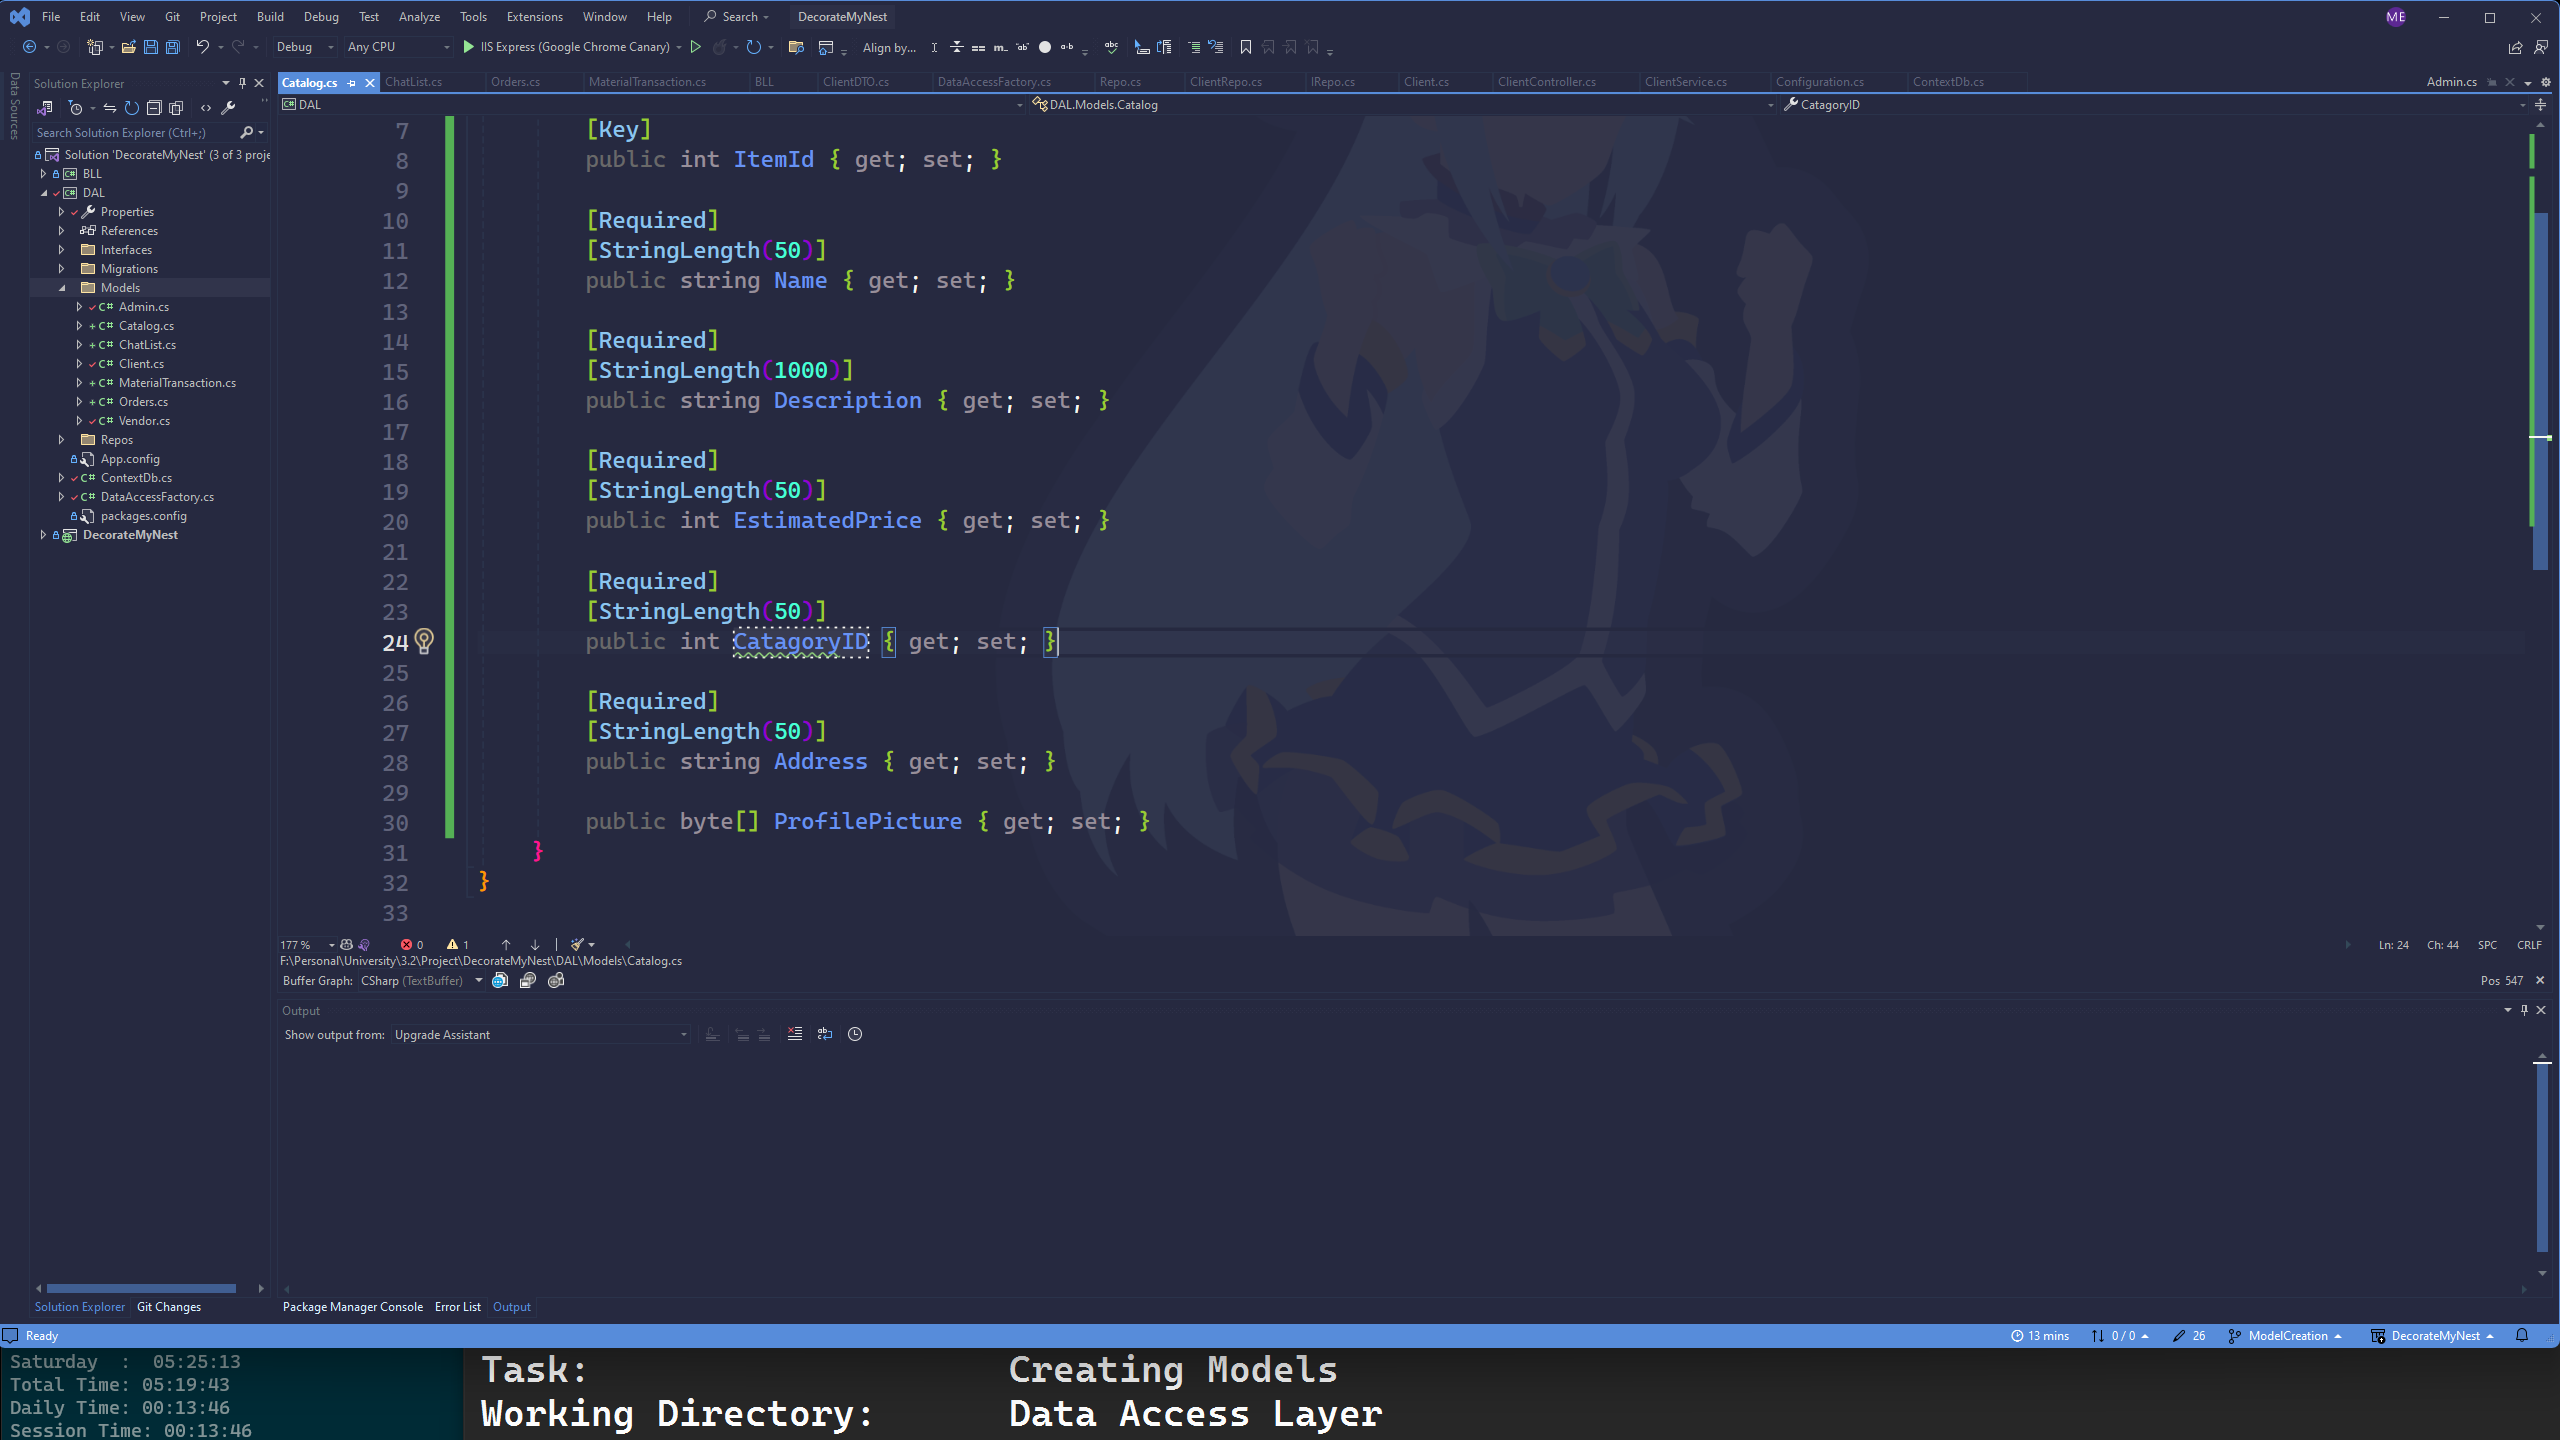 File Edit View Git Project Build Debug Test Analyze Tools Extensions Window Help Search DecorateMyNest ME
Debug Any CPU IIS Express (Google Chrome Canary) Align by...
Data Sources
Solution Explorer
Search Solution Explorer (Ctrl+;)
Solution 'DecorateMyNest' (3 of 3 proje
BLL
DAL
Properties
References
Interfaces
Migrations
Models
C# Admin.cs
C# Catalog.cs
C# ChatList.cs
C# Client.cs
C# MaterialTransaction.cs
C# Orders.cs
C# Vendor.cs
Repos
App.config
C# ContextDb.cs
C# DataAccessFactory.cs
packages.config
DecorateMyNest
Solution Explorer Git Changes
Catalog.cs ChatList.cs Orders.cs MaterialTransaction.cs BLL ClientDTO.cs DataAccessFactory.cs Repo.cs ClientRepo.cs IRepo.cs Client.cs ClientController.cs ClientService.cs Configuration.cs ContextDb.cs Admin.cs
DAL DAL.Models.Catalog CatagoryID
7 [Key]
8 public int ItemId { get; set; }
9
10 [Required]
11 [StringLength(50)]
12 public string Name { get; set; }
13
14 [Required]
15 [StringLength(1000)]
16 public string Description { get; set; }
17
18 [Required]
19 [StringLength(50)]
20 public int EstimatedPrice { get; set; }
21
22 [Required]
23 [StringLength(50)]
24 public int CatagoryID { get; set; }
25
26 [Required]
27 [StringLength(50)]
28 public string Address { get; set; }
29
30 public byte[] ProfilePicture { get; set; }
31 }
32 }
33
177 % 0 1 Ln: 24 Ch: 44 SPC CRLF
F:\Personal\University\3.2\Project\DecorateMyNest\DAL\Models\Catalog.cs
Buffer Graph: CSharp (TextBuffer) Pos 547
Output
Show output from: Upgrade Assistant
Package Manager Console Error List Output
Ready 13 mins 0 / 0 26 ModelCreation DecorateMyNest
Saturday : 05:25:13
Total Time: 05:19:43
Daily Time: 00:13:46
Session Time: 00:13:46
Task: Creating Models
Working Directory: Data Access Layer